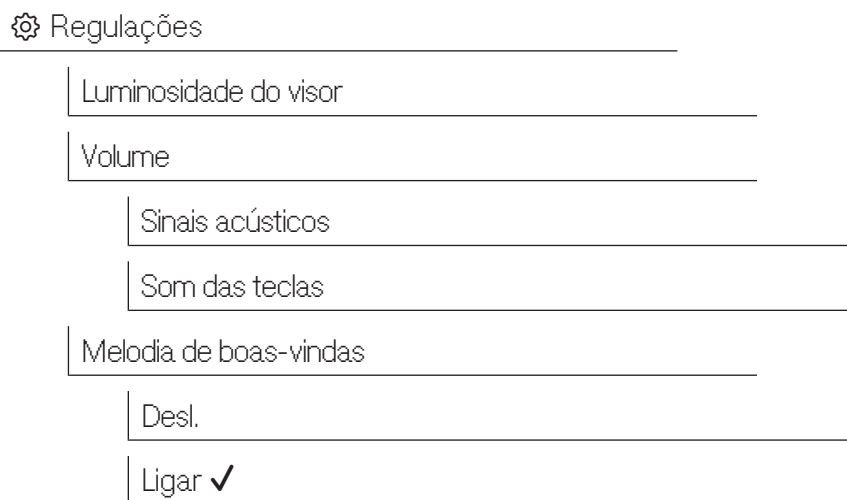 Regulações
Luminosidade do visor
Volume
Sinais acústicos
Som das teclas
Melodia de boas-vindas
Desl.
Ligar ✓